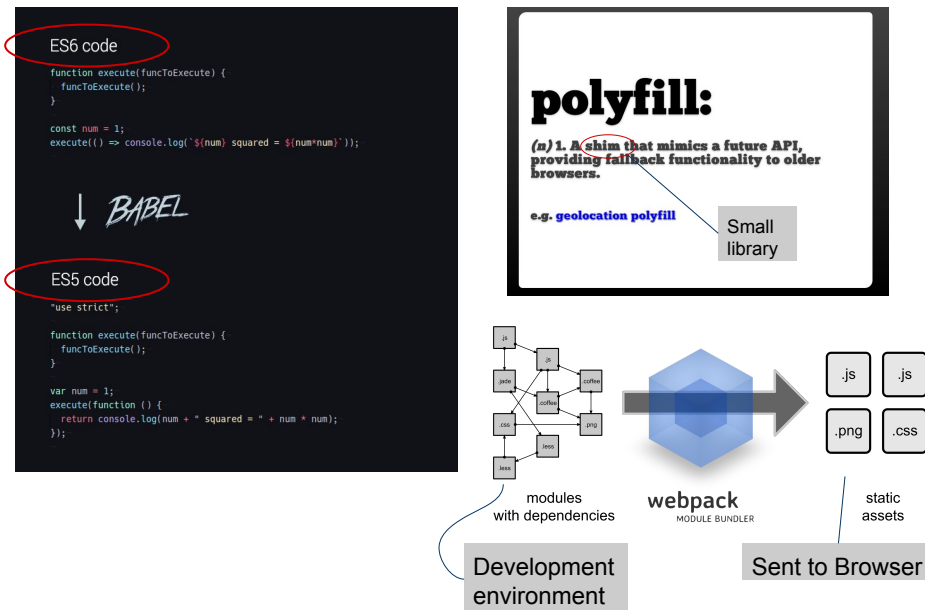 ES6 code
function execute(funcToExecute) {
  funcToExecute();
}
const num = 1;
execute(() => console.log(`${num} squared = ${num*num}`));
BABEL
ES5 code
"use strict";
function execute(funcToExecute) {
  funcToExecute();
}
var num = 1;
execute(function () {
  return console.log(num + " squared = " + num * num);
});
polyfill:
(n) 1. A shim that mimics a future API,
providing fallback functionality to older
browsers.
e.g. geolocation polyfill
Small
library
.js
.js
.jade
.coffee
.coffee
.css
.png
.less
.less
modules
with dependencies
webpack
MODULE BUNDLER
.js
.js
.png
.css
static
assets
Development
environment
Sent to Browser